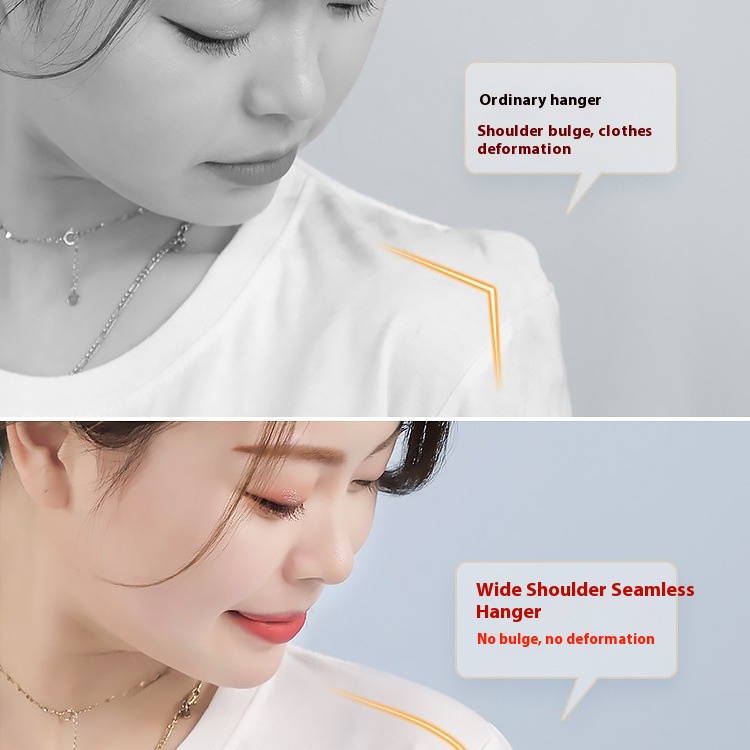 Ordinary hanger
Shoulder bulge, clothes
deformation
Wide Shoulder Seamless
Hanger
No bulge, no deformation